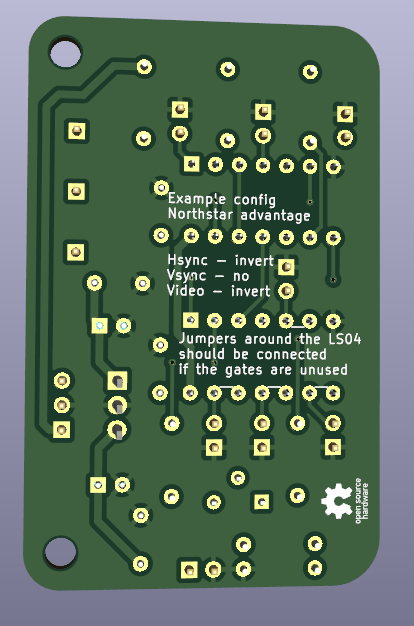 Example config
Northstar advantage
Hsync - invert
Vsync - no
Video - invert
Jumpers around the LS04
should be connected
if the gates are unused
open source
hardware